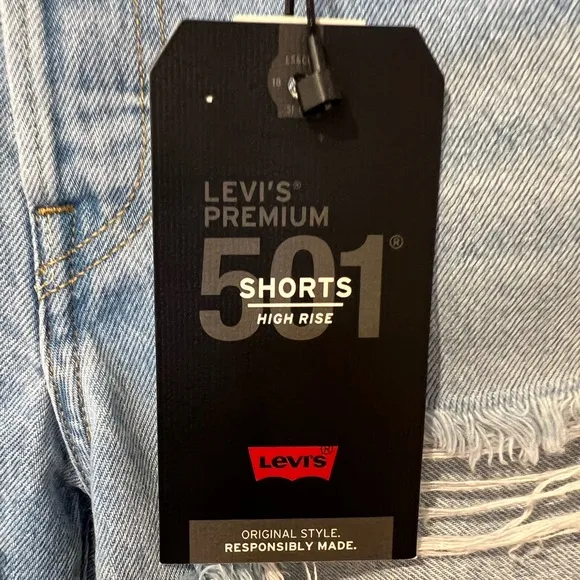 LEVI'S®
PREMIUM
501®
SHORTS
HIGH RISE
Levi's®
ORIGINAL STYLE.
RESPONSIBLY MADE.